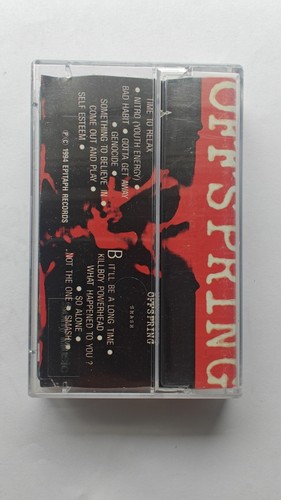 OFFSPRING
OFFSPRING
SMASH
A
TIME TO RELAX
• NITRO (YOUTH ENERGY) •
BAD HABIT • GOTTA GET AWAY
• GENOCIDE •
SOMETHING TO BELIEVE IN
COME OUT AND PLAY •
SELF ESTEEM •
℗ © 1994 EPITAPH RECORDS
B
IT'LL BE A LONG TIME •
KILLBOY POWERHEAD •
WHAT HAPPENED TO YOU?
• SO ALONE •
NOT THE ONE • SMASH